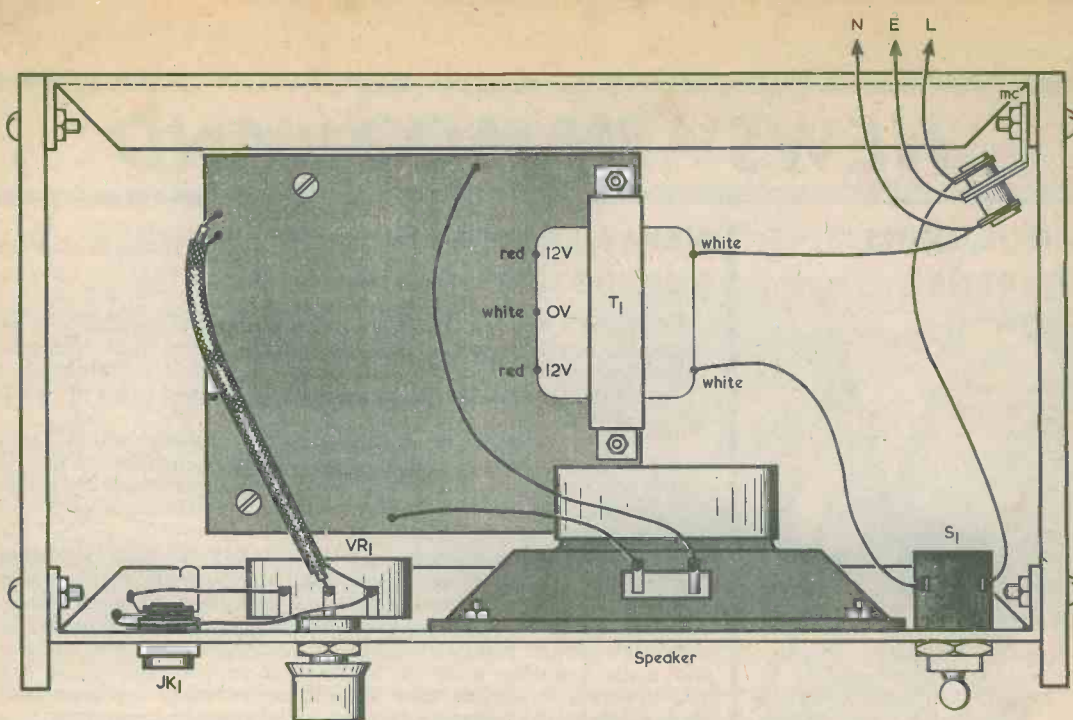 N E L
mc
red 12V
white
T1
white 0V
red 12V
white
VR1
S1
Speaker
JK1